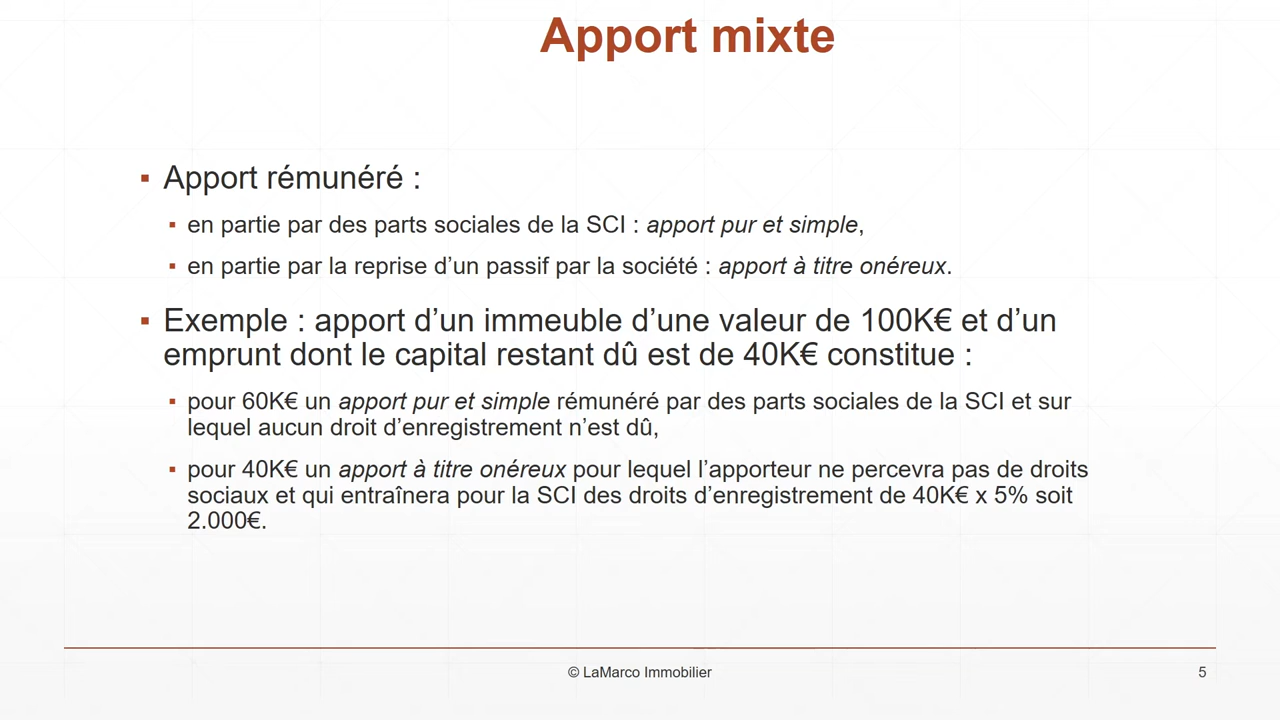 Apport mixte
▪ Apport rémunéré :
▪ en partie par des parts sociales de la SCI : apport pur et simple,
▪ en partie par la reprise d’un passif par la société : apport à titre onéreux.
▪ Exemple : apport d’un immeuble d’une valeur de 100K€ et d’un
emprunt dont le capital restant dû est de 40K€ constitue :
▪ pour 60K€ un apport pur et simple rémunéré par des parts sociales de la SCI et sur
lequel aucun droit d’enregistrement n’est dû,
▪ pour 40K€ un apport à titre onéreux pour lequel l’apporteur ne percevra pas de droits
sociaux et qui entraînera pour la SCI des droits d’enregistrement de 40K€ x 5% soit
2.000€.
© LaMarco Immobilier
5